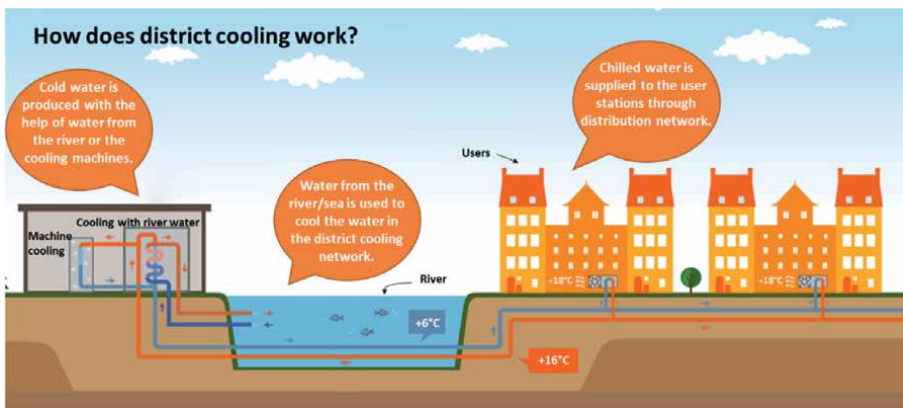 How does district cooling work?
Cold water is
produced with the
help of water from
the river or the
cooling machines.
Chilled water is
supplied to the user
stations through
distribution network.
Users
Water from the
river/sea is used to
cool the water in
the district cooling
network.
Cooling with river water
Machine
cooling
River
~18°C
~18°C
+6°C
+16°C